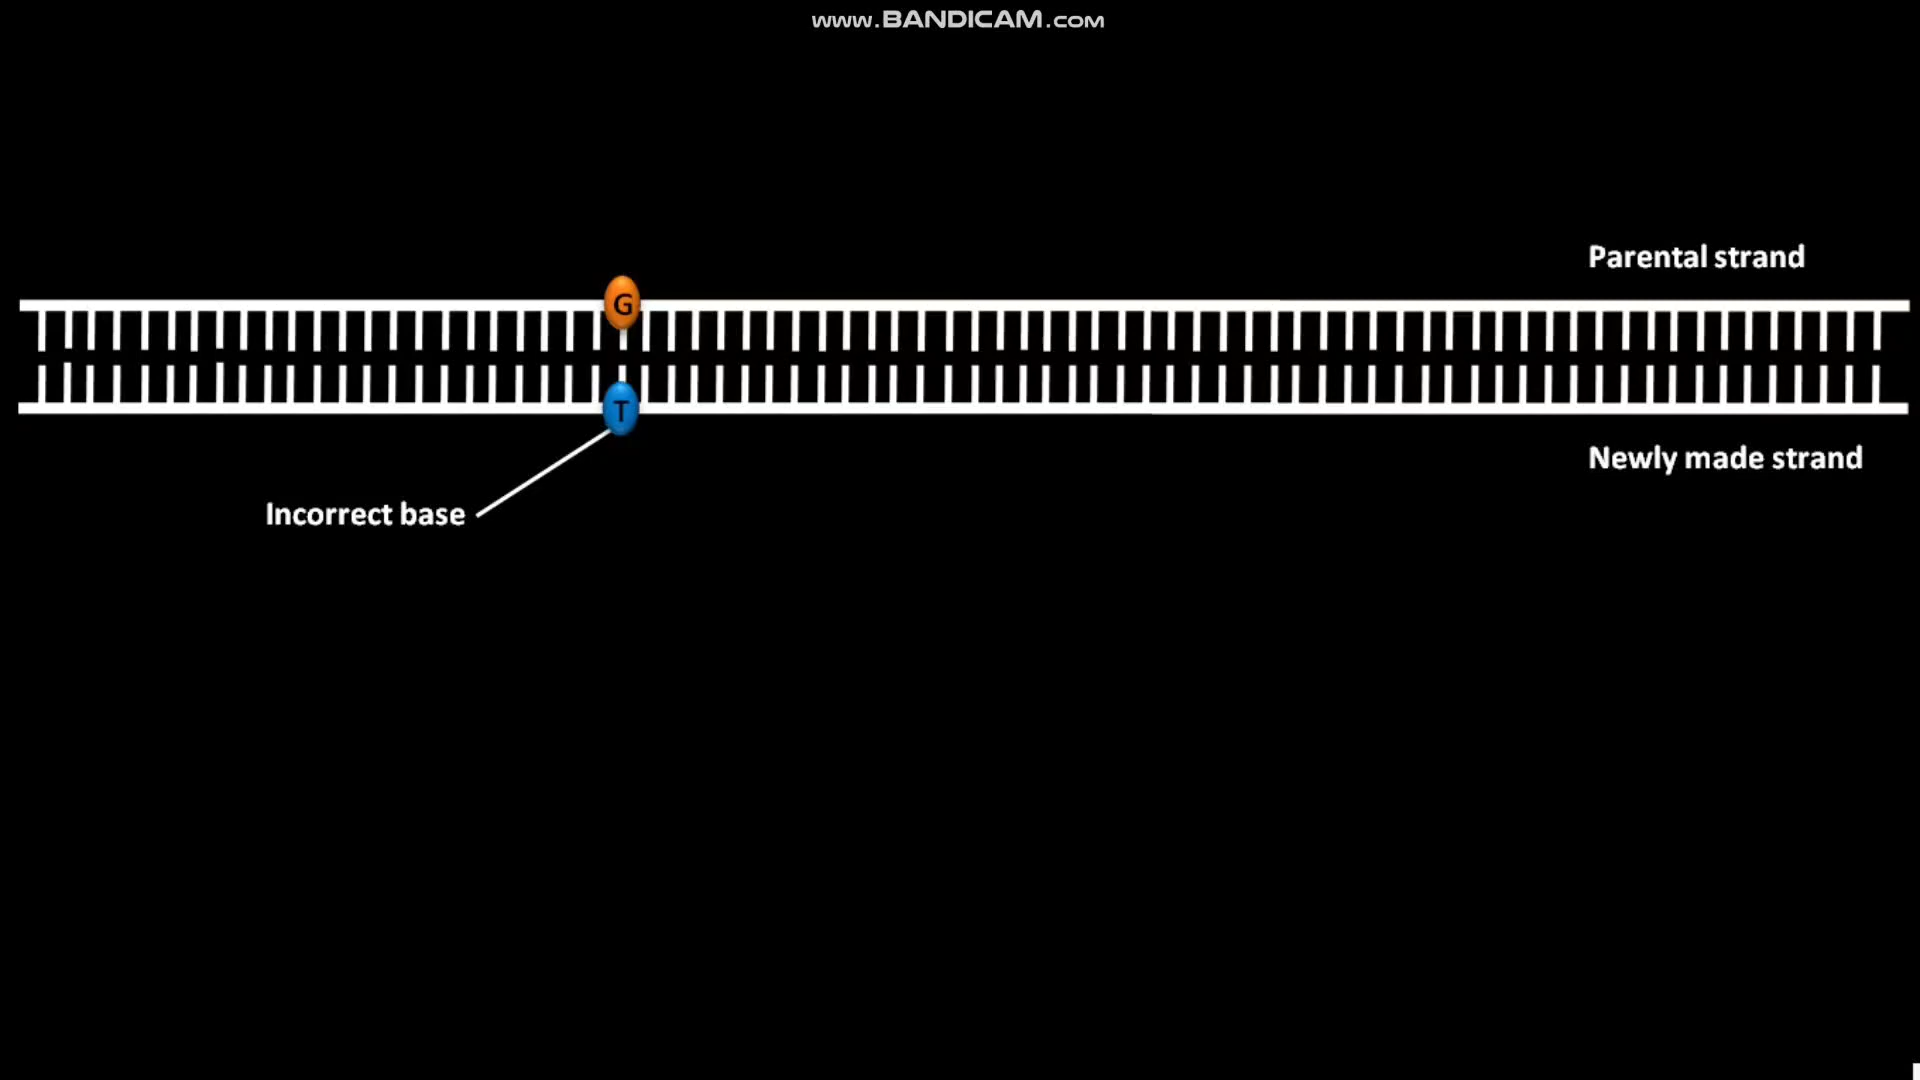 www.BANDICAM.com
Parental strand
G
T
Newly made strand
Incorrect base